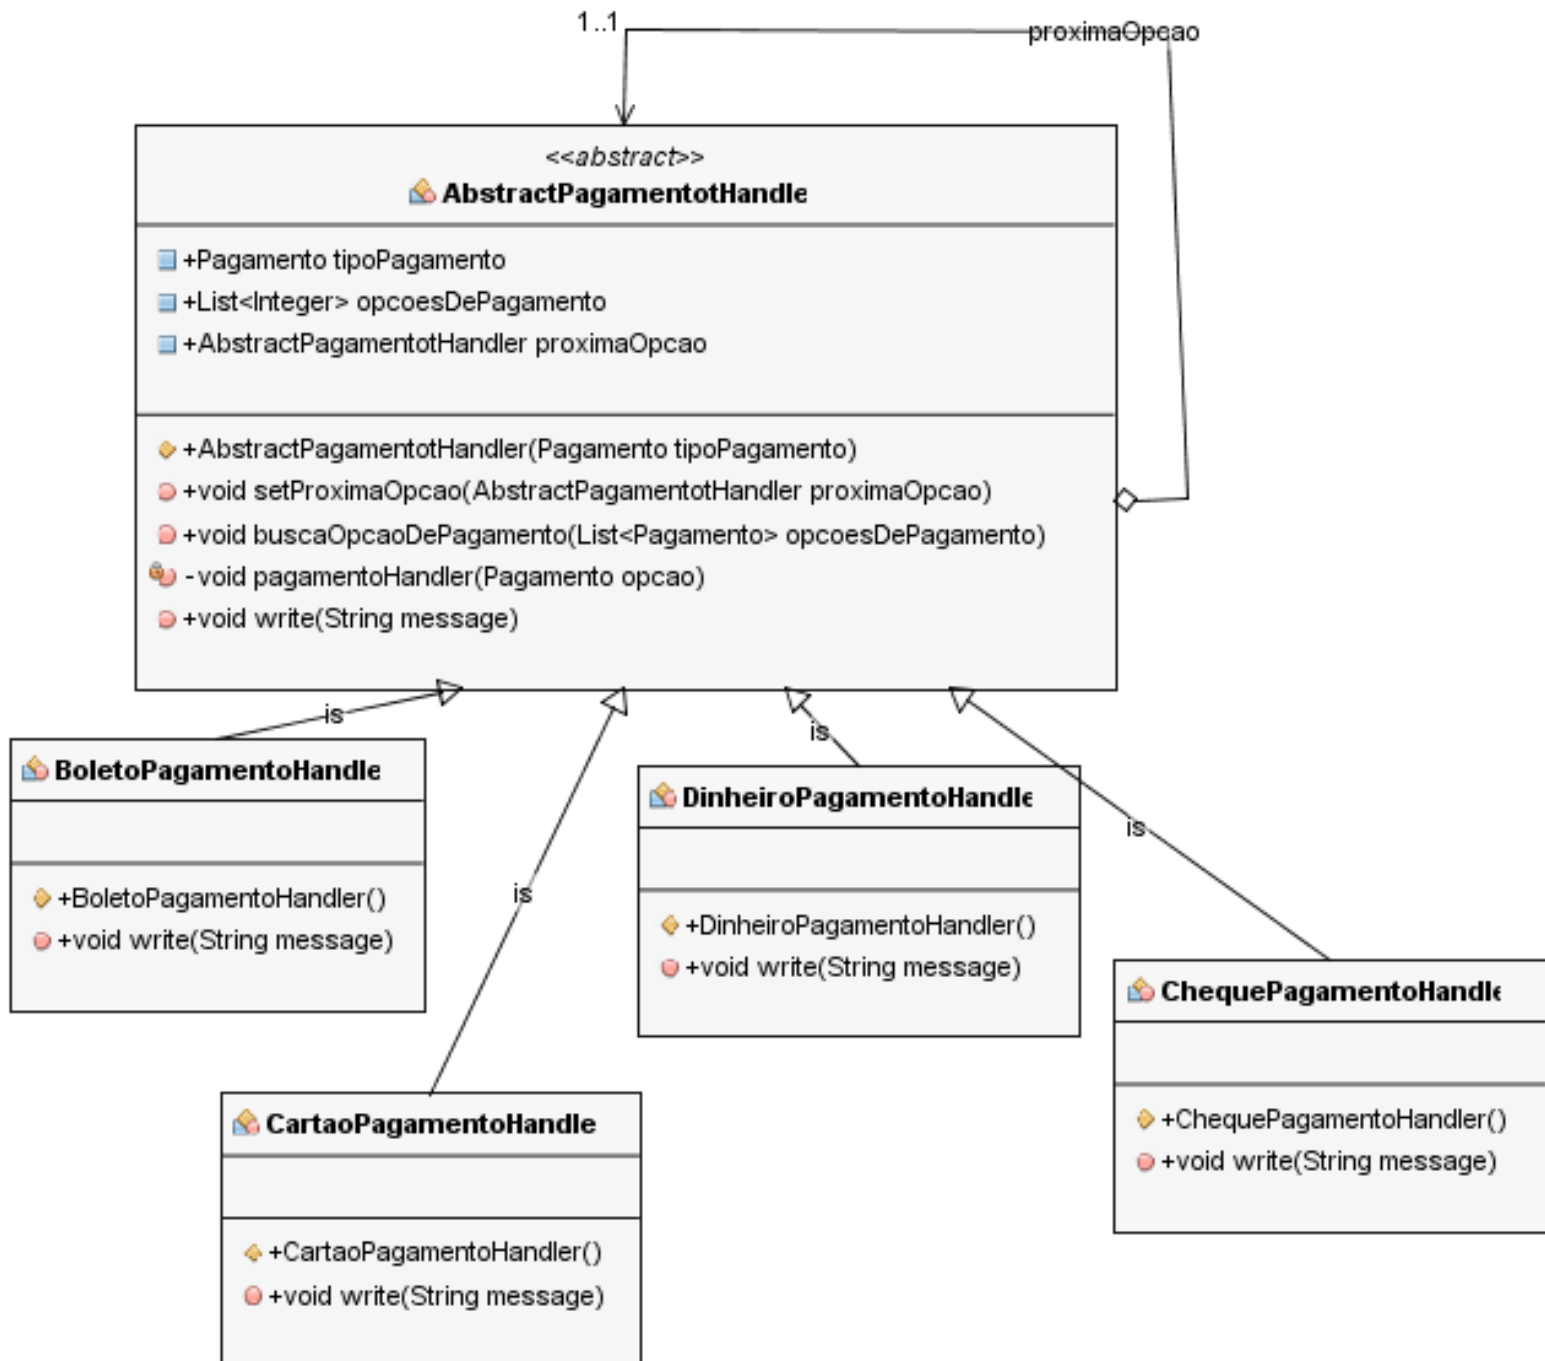 1..1
proximaOpcao
<<abstract>>
AbstractPagamentotHandle
+Pagamento tipoPagamento
+List<Integer> opcoesDePagamento
+AbstractPagamentotHandler proximaOpcao
+AbstractPagamentotHandler(Pagamento tipoPagamento)
+void setProximaOpcao(AbstractPagamentotHandler proximaOpcao)
+void buscaOpcaoDePagamento(List<Pagamento> opcoesDePagamento)
-void pagamentoHandler(Pagamento opcao)
+void write(String message)
is
is
is
is
BoletoPagamentoHandle
+BoletoPagamentoHandler()
+void write(String message)
DinheiroPagamentoHandle
+DinheiroPagamentoHandler()
+void write(String message)
ChequePagamentoHandle
+ChequePagamentoHandler()
+void write(String message)
CartaoPagamentoHandle
+CartaoPagamentoHandler()
+void write(String message)